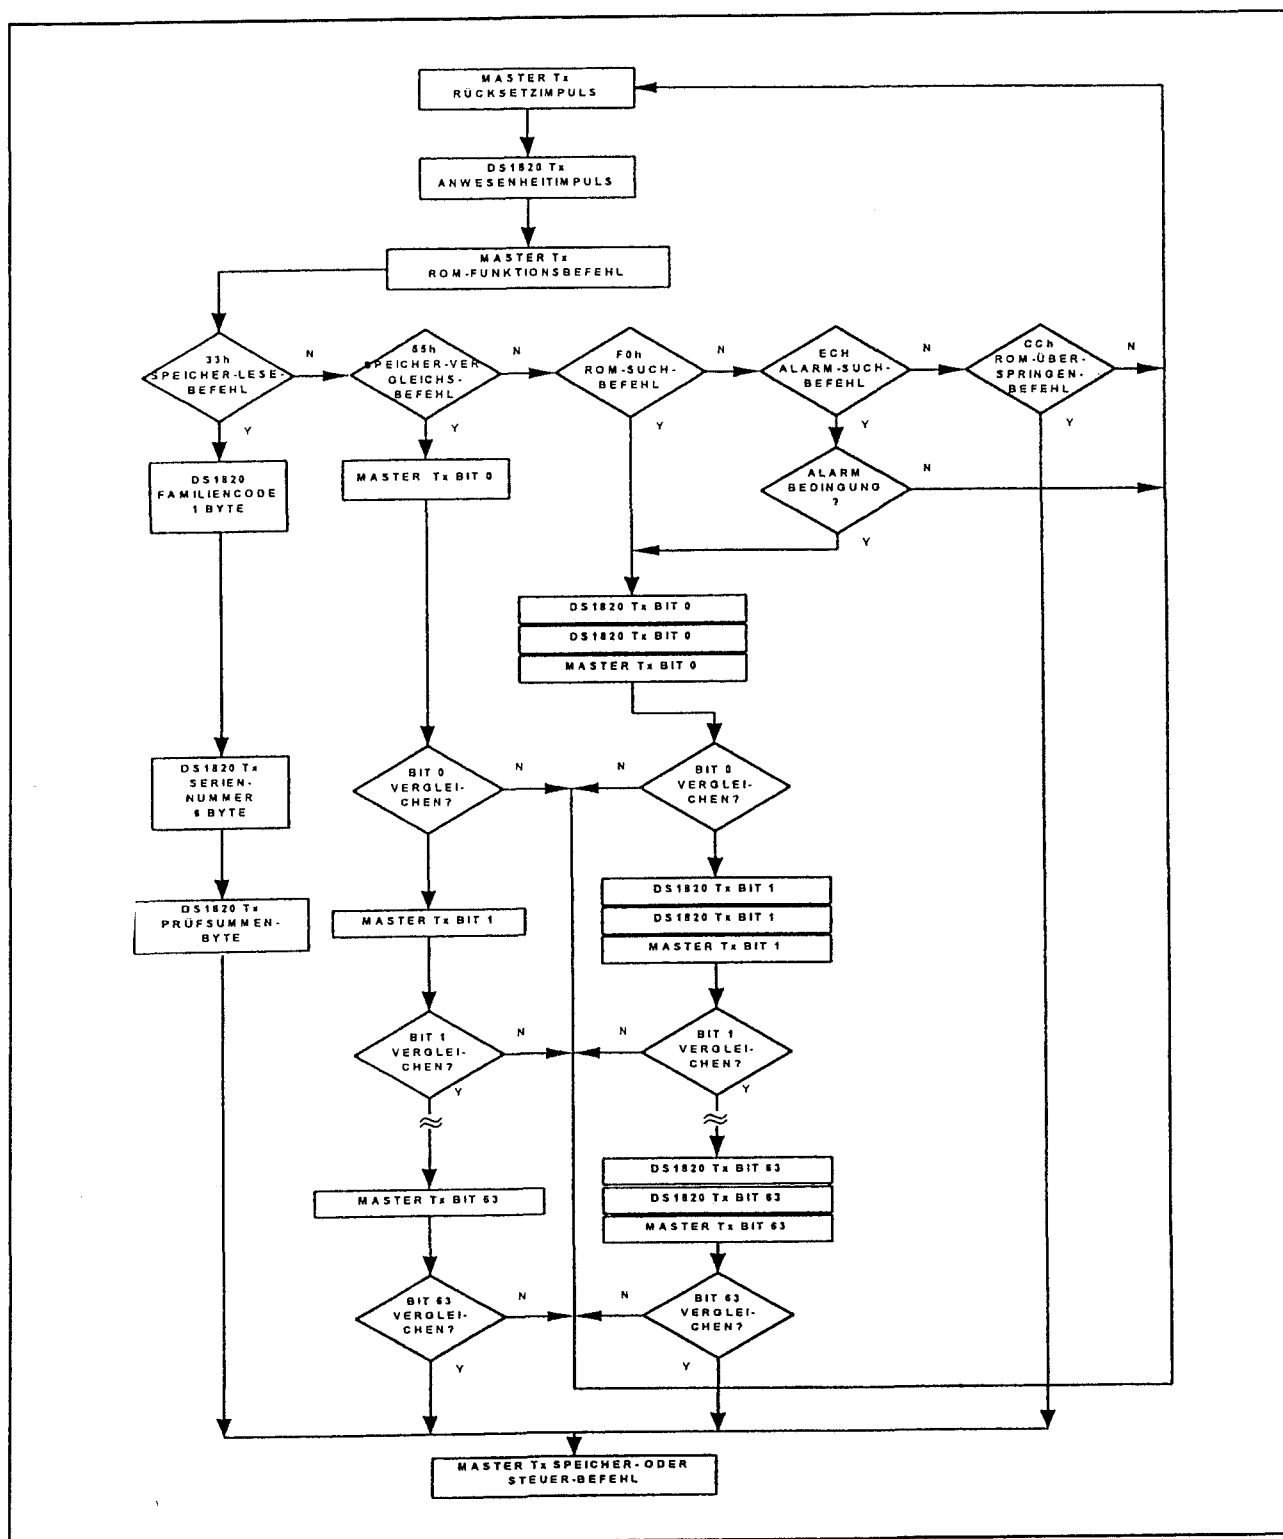 MASTER Tx
RÜCKSETZIMPULS
DS1820 Tx
ANWESENHEITIMPULS
MASTER Tx
ROM-FUNKTIONSBEFEHL
33h
SPEICHER-LESE-
BEFEHL
N
Y
55h
SPEICHER-VER
GLEICHS-
BEFEHL
N
Y
F0h
ROM-SUCH-
BEFEHL
N
Y
ECH
ALARM-SUCH-
BEFEHL
N
Y
CCh
ROM-ÜBER-
SPRINGEN-
BEFEHL
N
Y
DS1820
FAMILIENCODE
1 BYTE
MASTER Tx BIT 0
ALARM
BEDINGUNG
?
N
Y
DS1820 Tx BIT 0
DS1820 Tx BIT 0
MASTER Tx BIT 0
DS1820 Tx
SERIEN-
NUMMER
6 BYTE
BIT 0
VERGLEI-
CHEN?
N
N
BIT 0
VERGLEI-
CHEN?
DS1820 Tx
PRÜFSUMMEN-
BYTE
MASTER Tx BIT 1
DS1820 Tx BIT 1
DS1820 Tx BIT 1
MASTER Tx BIT 1
BIT 1
VERGLEI-
CHEN?
N
Y
N
BIT 1
VERGLEI-
CHEN?
Y
MASTER Tx BIT 63
DS1820 Tx BIT 63
DS1820 Tx BIT 63
MASTER Tx BIT 63
BIT 63
VERGLEI-
CHEN?
N
Y
N
BIT 63
VERGLEI-
CHEN?
Y
MASTER Tx SPEICHER- ODER
STEUER-BEFEHL